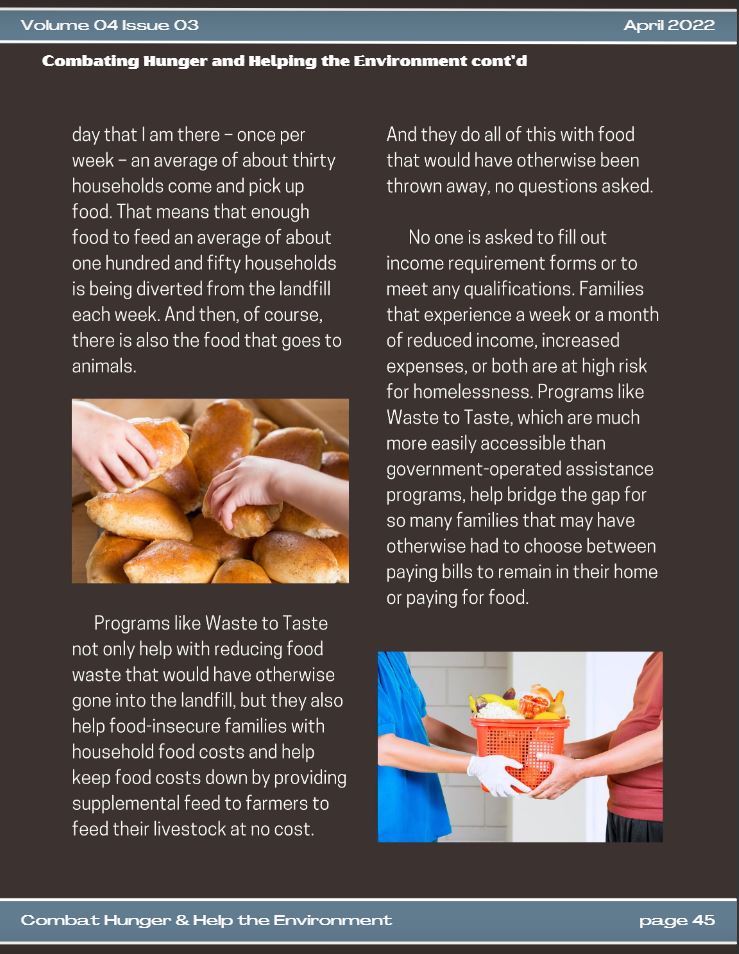 Volume 04 Issue 03
April 2022
Combating Hunger and Helping the Environment cont'd
day that I am there – once per
week – an average of about thirty
households come and pick up
food. That means that enough
food to feed an average of about
one hundred and fifty households
is being diverted from the landfill
each week. And then, of course,
there is also the food that goes to
animals.
Programs like Waste to Taste
not only help with reducing food
waste that would have otherwise
gone into the landfill, but they also
help food-insecure families with
household food costs and help
keep food costs down by providing
supplemental feed to farmers to
feed their livestock at no cost.
And they do all of this with food
that would have otherwise been
thrown away, no questions asked.
No one is asked to fill out
income requirement forms or to
meet any qualifications. Families
that experience a week or a month
of reduced income, increased
expenses, or both are at high risk
for homelessness. Programs like
Waste to Taste, which are much
more easily accessible than
government-operated assistance
programs, help bridge the gap for
so many families that may have
otherwise had to choose between
paying bills to remain in their home
or paying for food.
Combat Hunger & Help the Environment
page 45